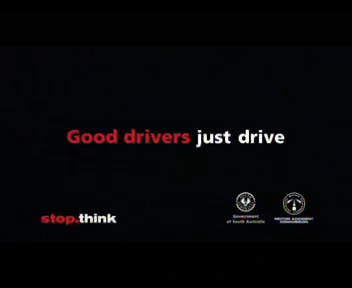 Good drivers just drive
stop.think
Government
of South Australia
MOTOR ACCIDENT
COMMISSION